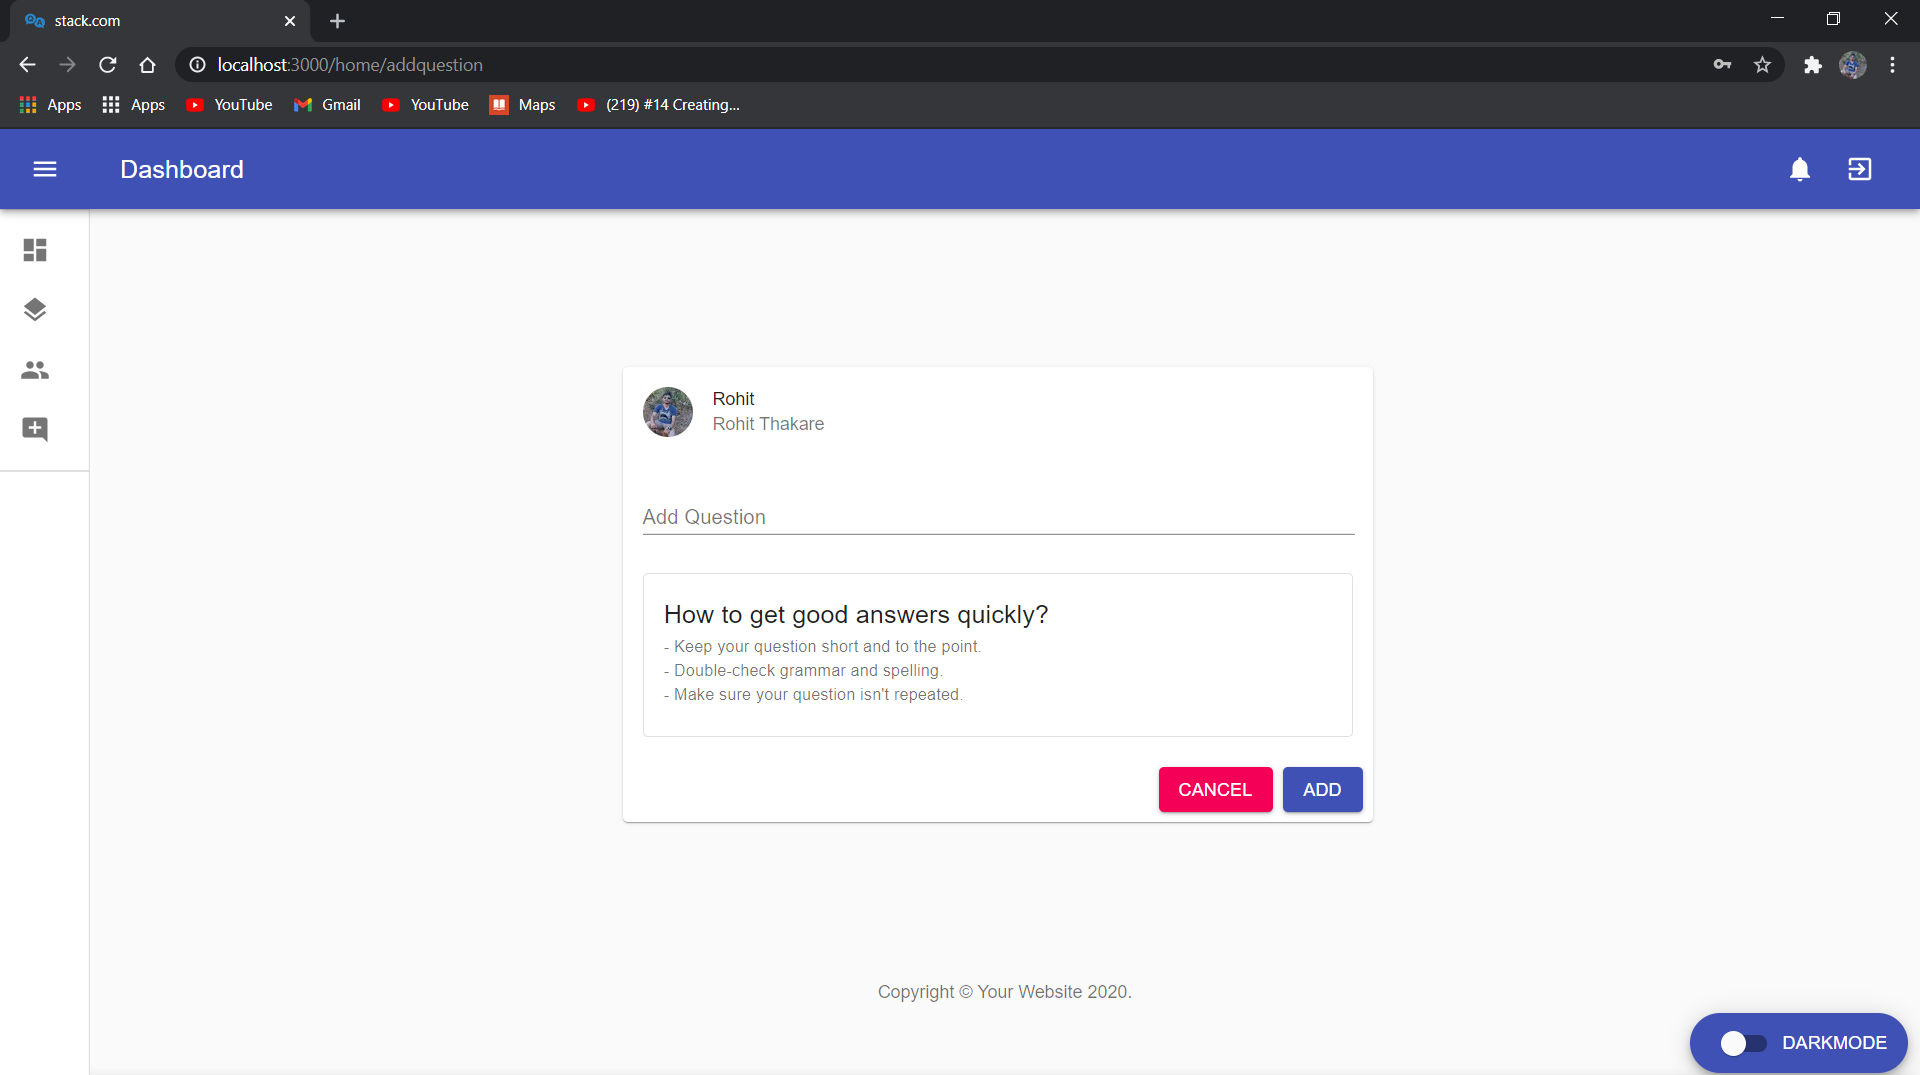 stack.com
localhost:3000/home/addquestion
Apps Apps YouTube Gmail YouTube Maps (219) #14 Creating...
Dashboard
Rohit
Rohit Thakare
Add Question
How to get good answers quickly?
- Keep your question short and to the point.
- Double-check grammar and spelling.
- Make sure your question isn't repeated.
CANCEL ADD
Copyright © Your Website 2020.
DARKMODE